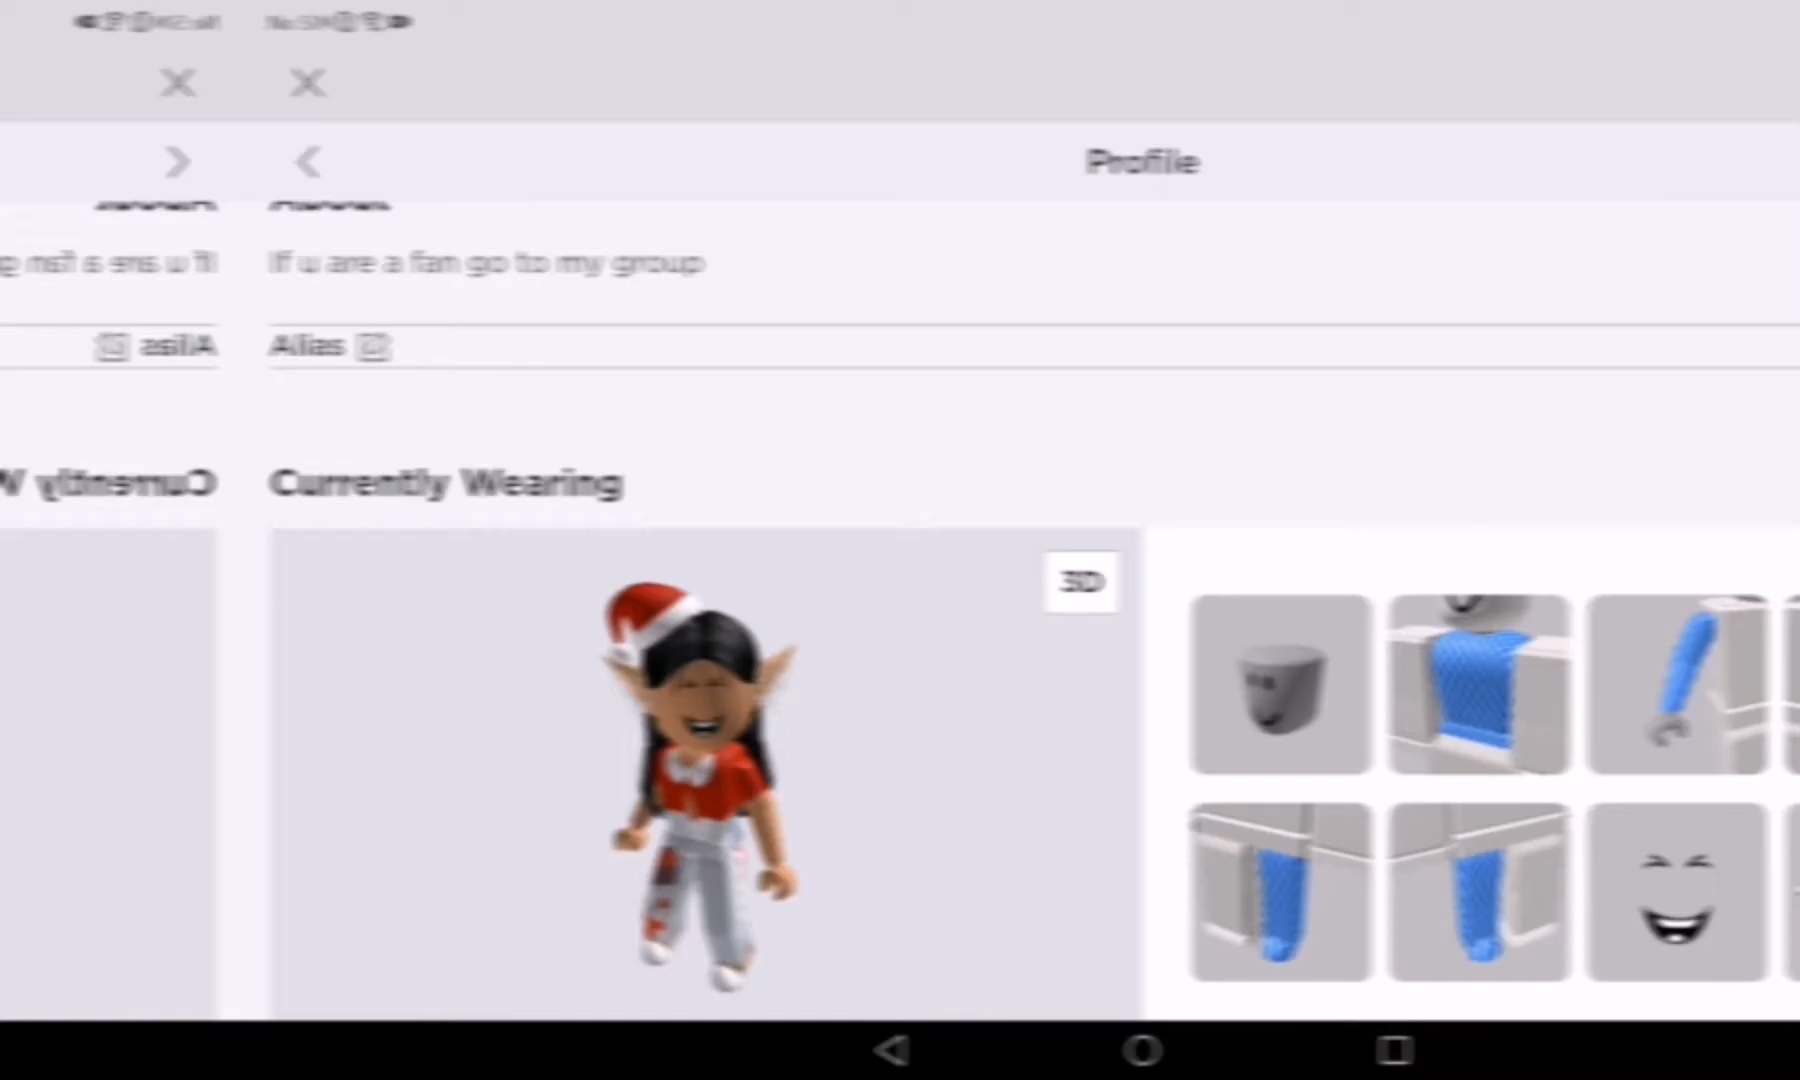 Profile
If u are a fan go to my group
Alias
Currently Wearing
3D